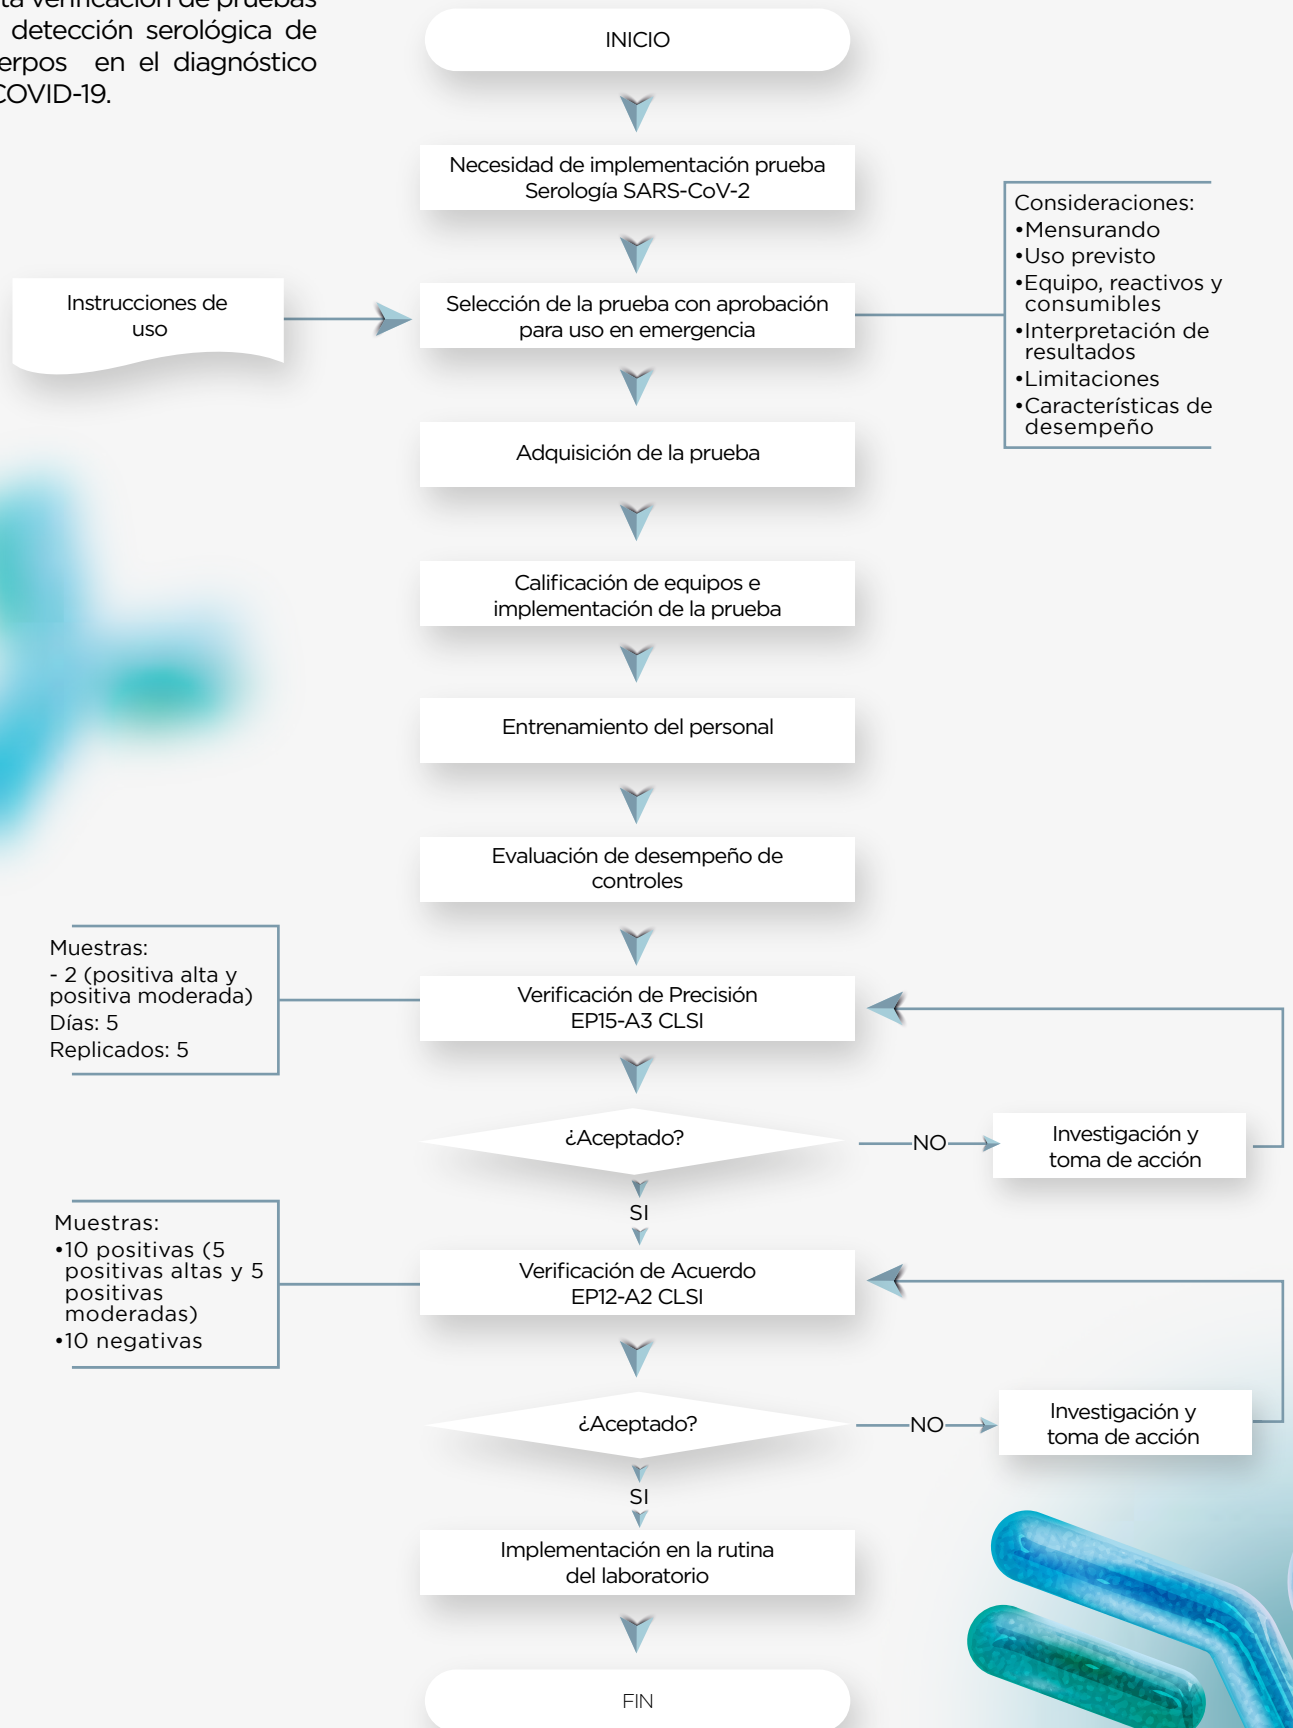 ta verificación de pruebas
detección serológica de
erpos en el diagnóstico
COVID-19.
INICIO
Necesidad de implementación prueba
Serología SARS-CoV-2
Consideraciones:
•Mensurando
•Uso previsto
•Equipo, reactivos y
consumibles
•Interpretación de
resultados
•Limitaciones
•Características de
desempeño
Instrucciones de
uso
Selección de la prueba con aprobación
para uso en emergencia
Adquisición de la prueba
Calificación de equipos e
implementación de la prueba
Entrenamiento del personal
Evaluación de desempeño de
controles
Muestras:
- 2 (positiva alta y
positiva moderada)
Días: 5
Replicados: 5
Verificación de Precisión
EP15-A3 CLSI
¿Aceptado?
NO
Investigación y
toma de acción
SI
Muestras:
•10 positivas (5
positivas altas y 5
positivas
moderadas)
•10 negativas
Verificación de Acuerdo
EP12-A2 CLSI
¿Aceptado?
NO
Investigación y
toma de acción
SI
Implementación en la rutina
del laboratorio
FIN